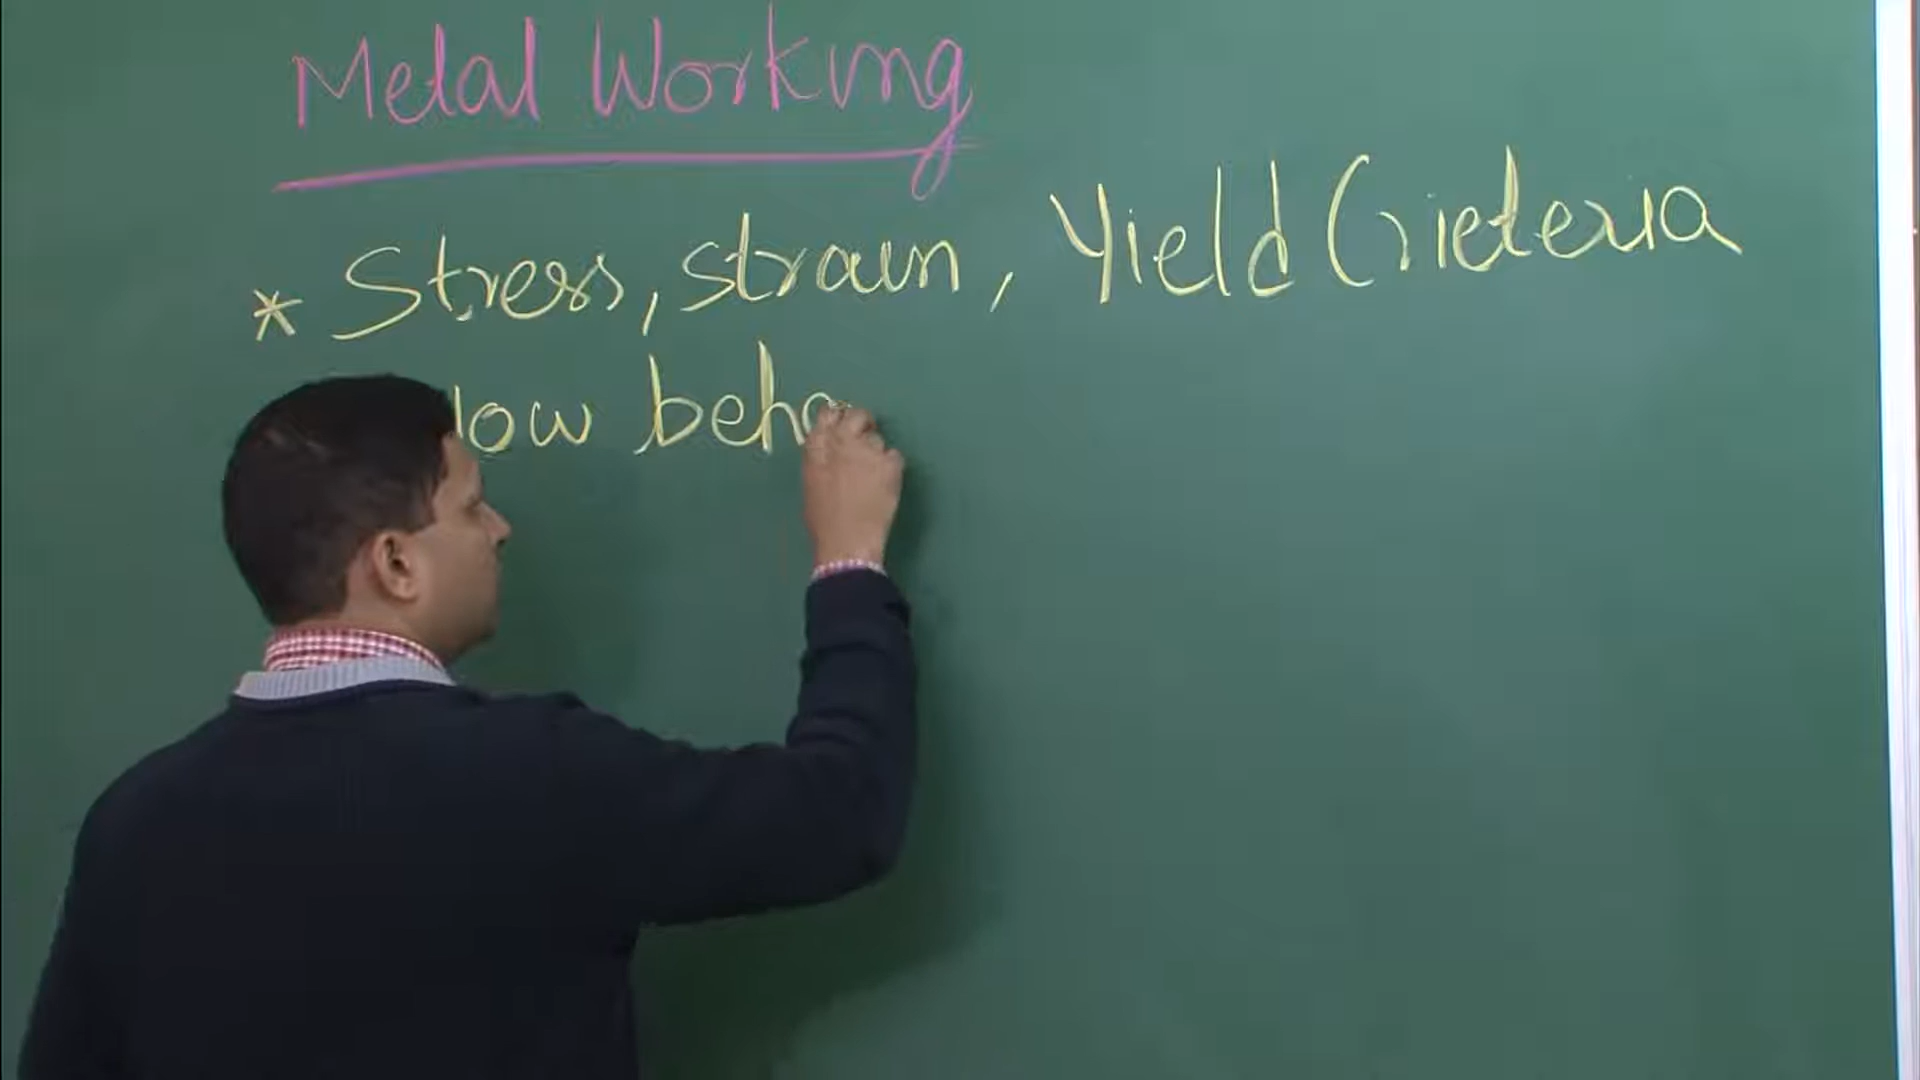 Metal Working
* Stress, strain, Yield Crieteria
low beha